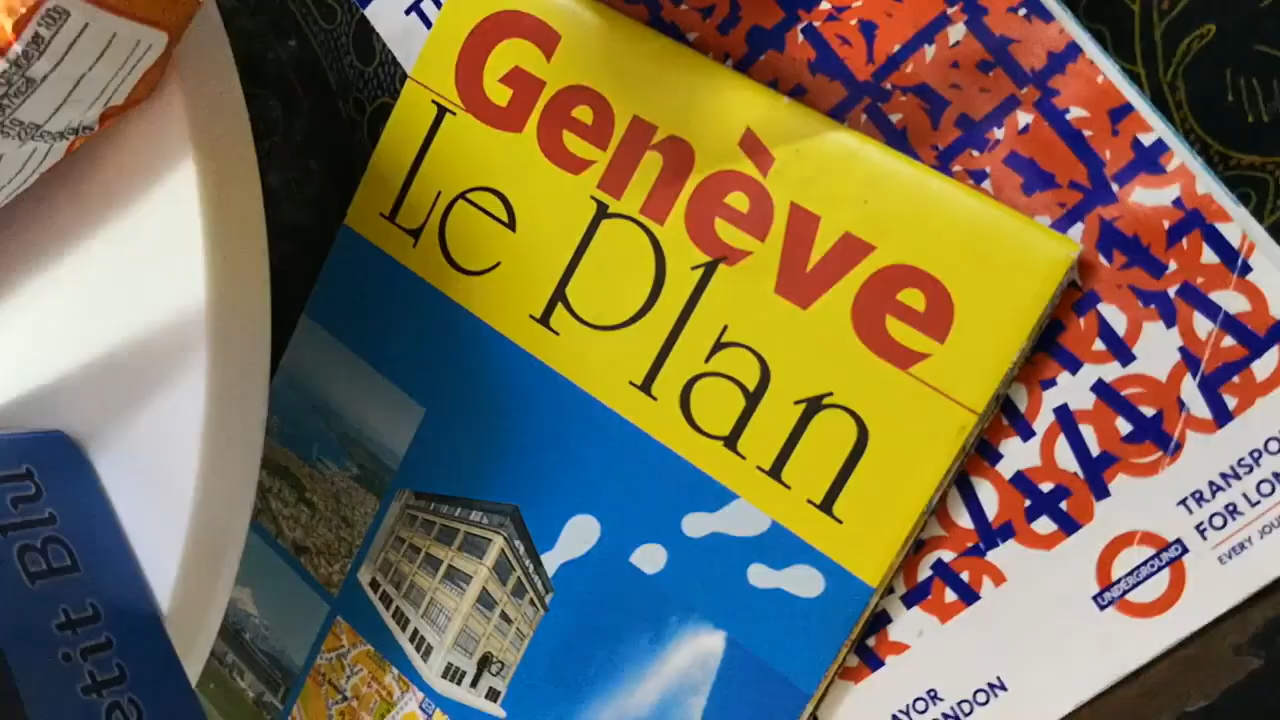 Genève
Le plan
TRANSPO
FOR LON
EVERY JOU
UNDERGROUND
AYOR
ONDON
etit Blu